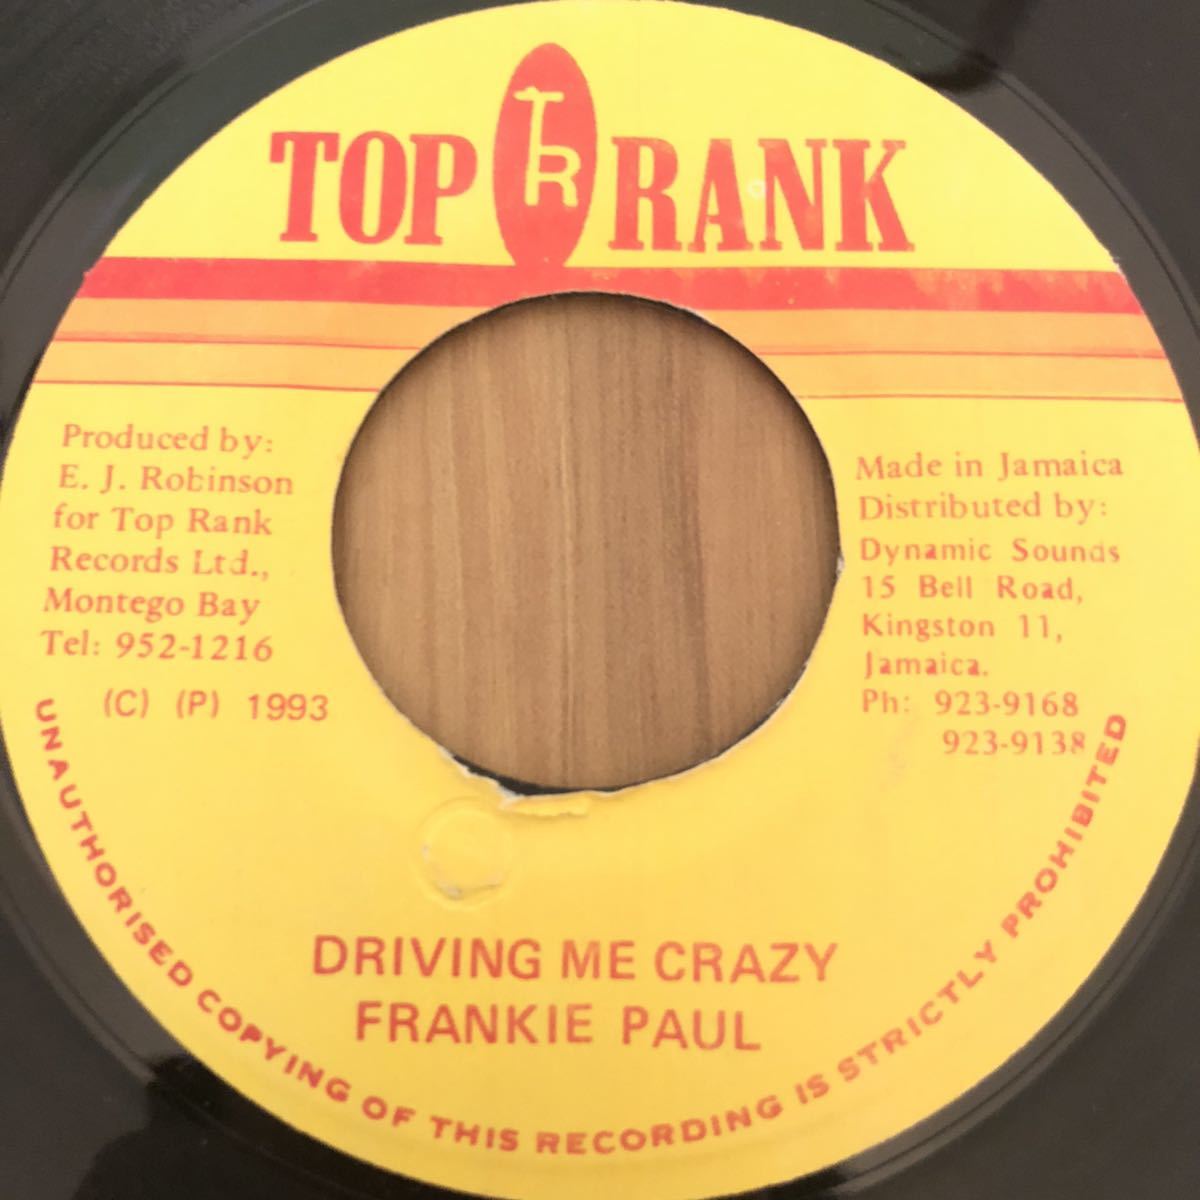 TOP TR RANK
Produced by:
E. J. Robinson
for Top Rank
Records Ltd.,
Montego Bay
Tel: 952-1216
(C) (P) 1993
Made in Jamaica
Distributed by:
Dynamic Sounds
15 Bell Road,
Kingston 11,
Jamaica.
Ph: 923-9168
923-9138
DRIVING ME CRAZY
FRANKIE PAUL
UNAUTHORISED COPYING OF THIS RECORDING IS STRICTLY PROHIBITED